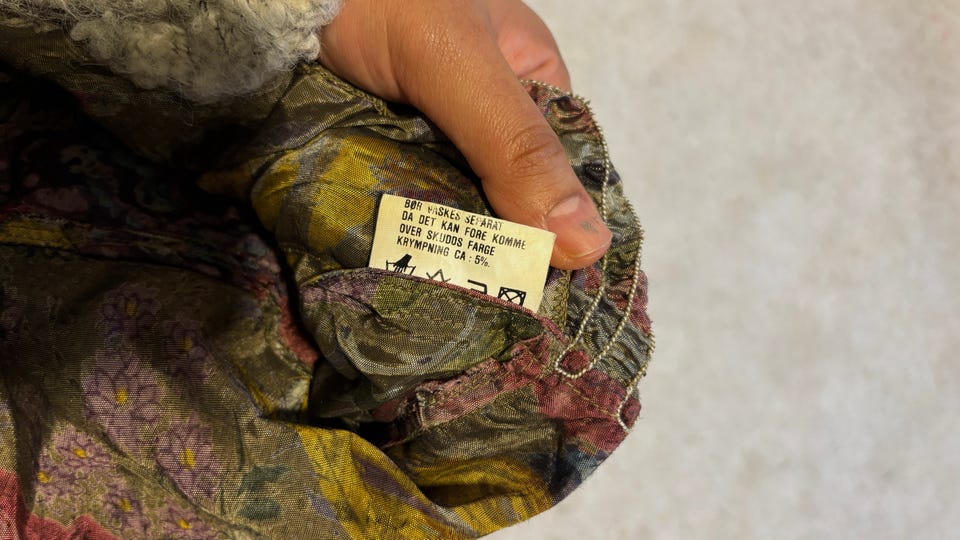 BØR VASKES SEPARAT
DA DET KAN FORE KOMME
OVER SKUDDS FARGE
KRYMPNING CA : 5%.